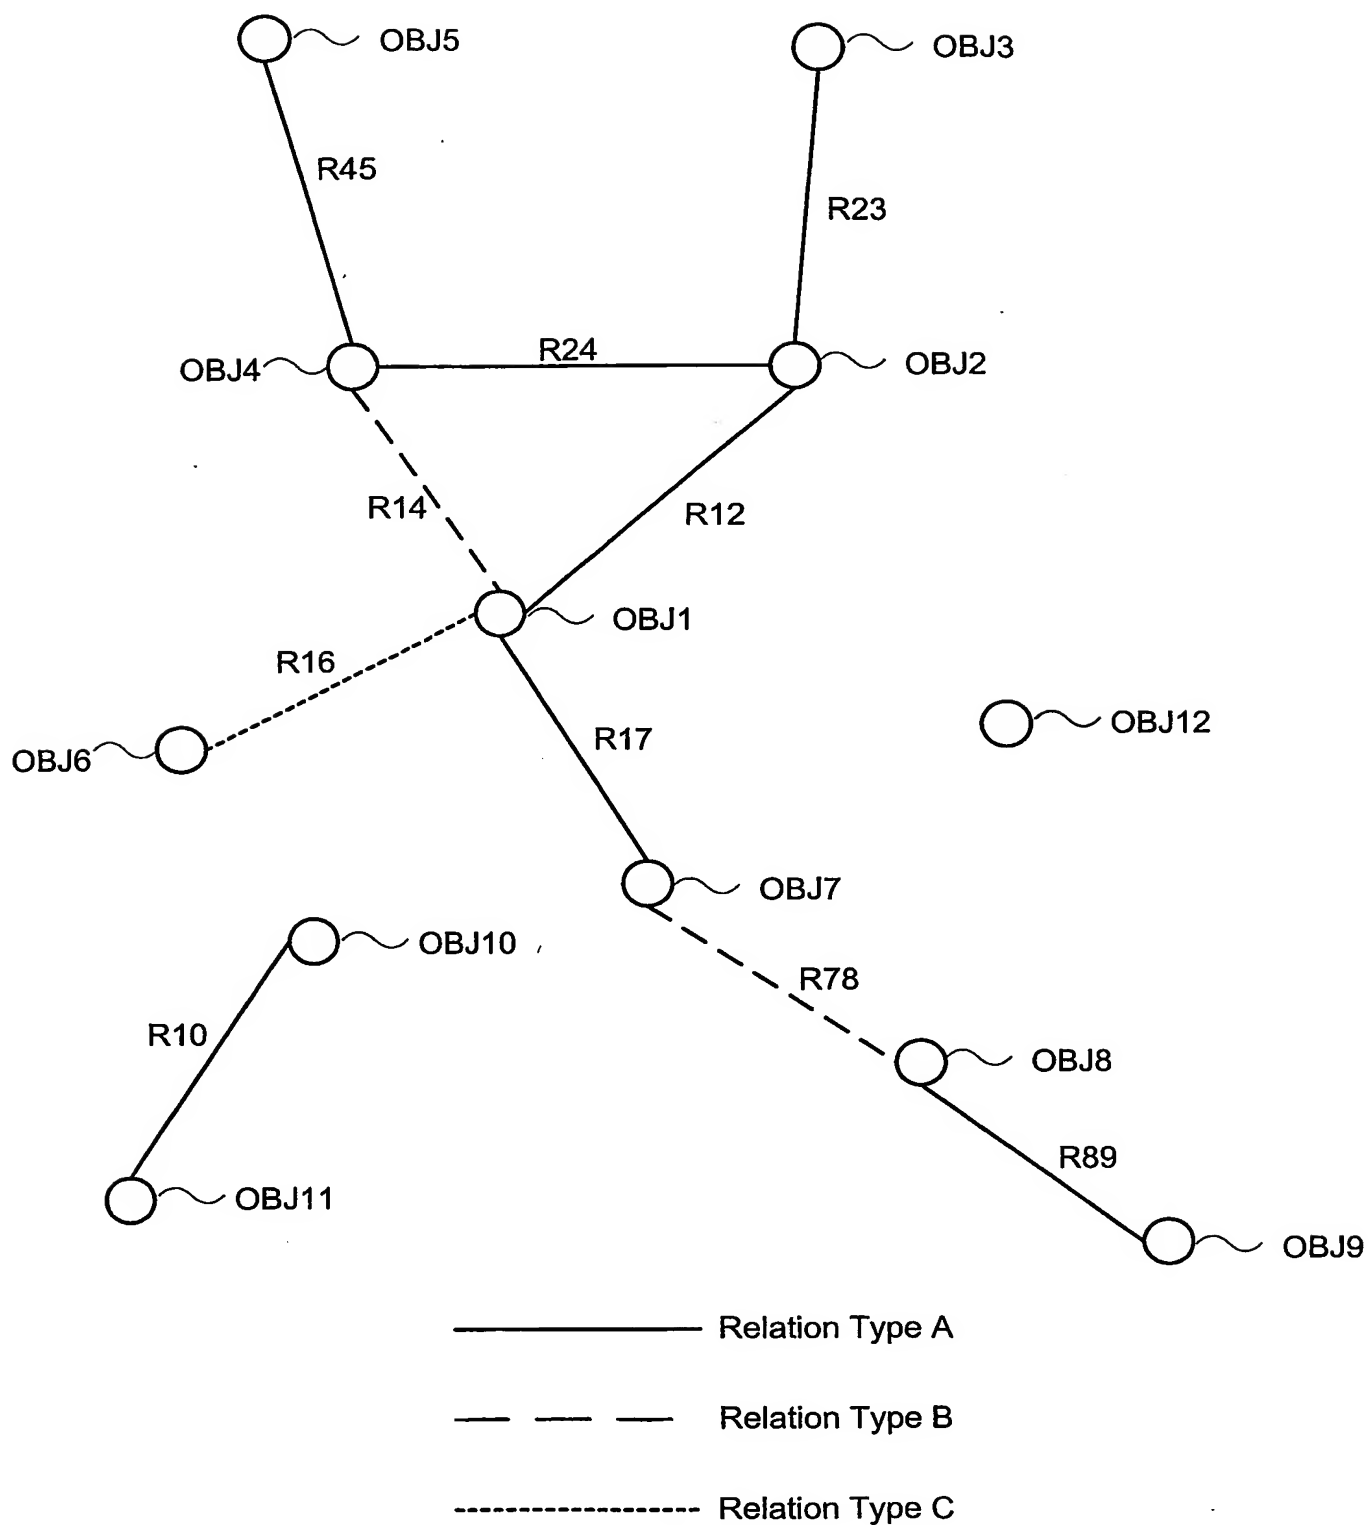 OBJ5
OBJ3
R45
R23
R24
OBJ4
OBJ2
R14
R12
OBJ1
R16
OBJ12
R17
OBJ6
OBJ7
OBJ10
R78
R10
OBJ8
R89
OBJ11
OBJ9
Relation Type A
Relation Type B
Relation Type C